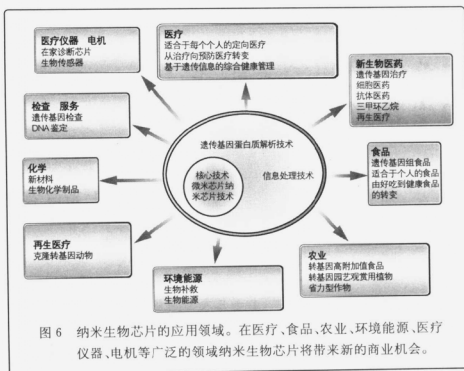 医疗仪器 电机
在家诊断芯片
生物传感器
医疗
适合于每个个人的定向医疗
从治疗向预防医疗转变
基于遗传信息的综合健康管理
新生物医药
遗传基因治疗
细胞医药
抗体医药
三甲环乙烷
再生医疗
检查 服务
遗传基因检查
DNA鉴定
遗传基因蛋白质解析技术
核心技术
微米芯片纳
米芯片技术
信息处理技术
食品
遗传基因组食品
适合于个人的食品
由好吃到健康食品
的转变
化学
新材料
生物化学制品
再生医疗
克隆转基因动物
环境能源
生物补救
生物能源
农业
转基因高附加值食品
转基因园艺观赏用植物
省力型作物
图 6 纳米生物芯片的应用领域。在医疗、食品、农业、环境能源、医疗
仪器、电机等广泛的领域纳米生物芯片将带来新的商业机会。